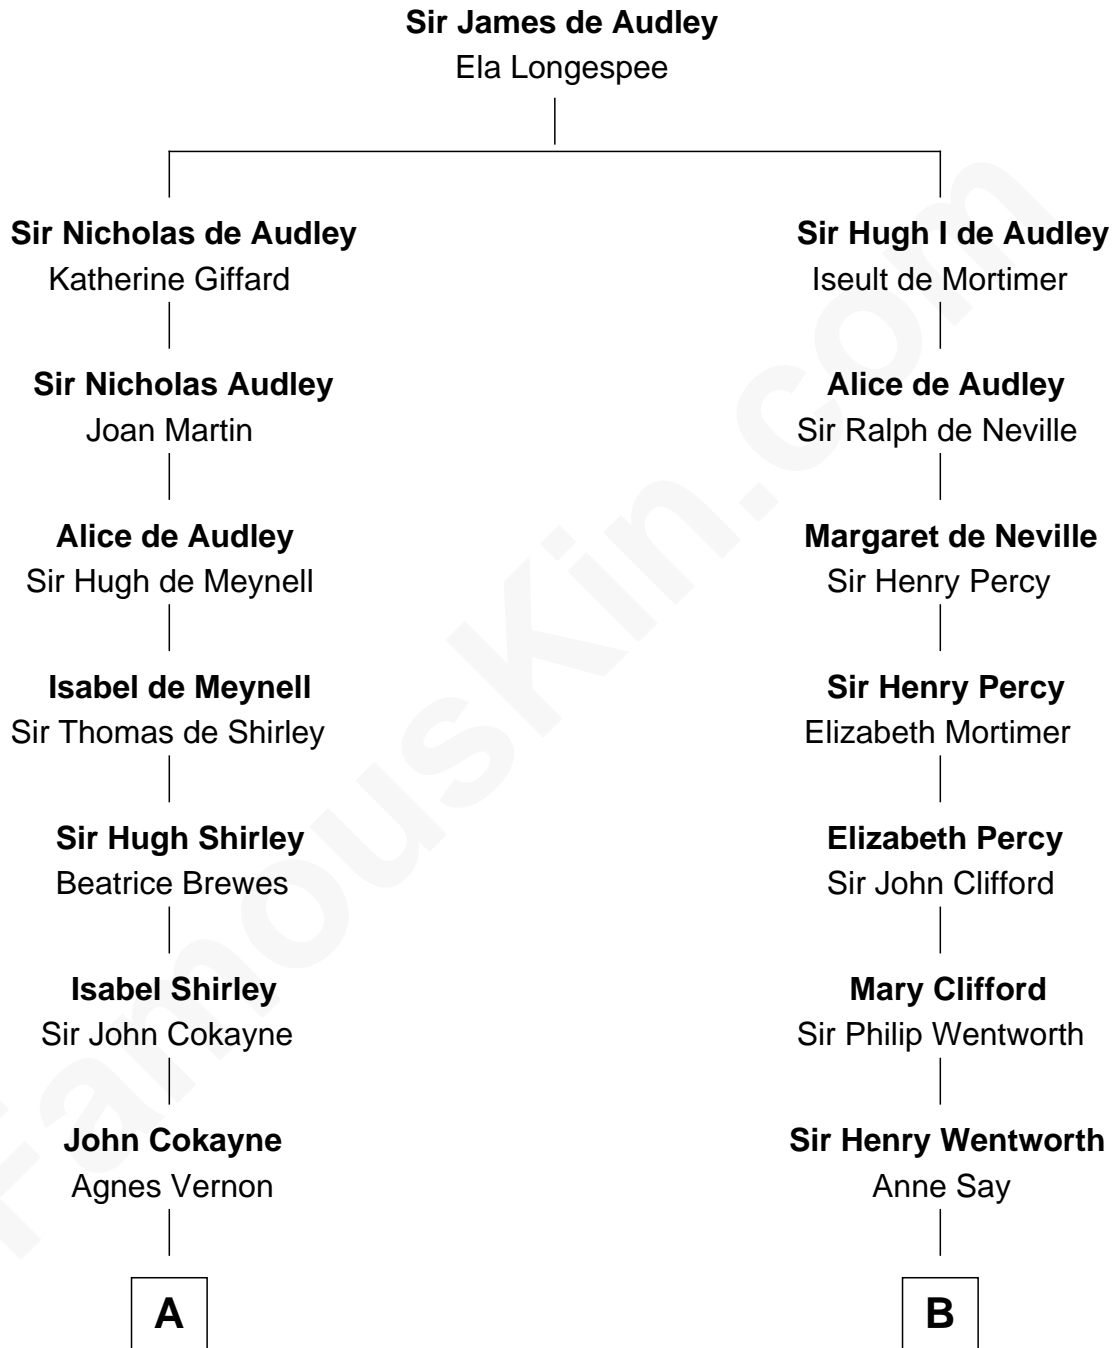 Sir James de Audley
Ela Longespee
Sir Nicholas de Audley
Katherine Giffard
Sir Hugh I de Audley
Iseult de Mortimer
Sir Nicholas Audley
Joan Martin
Alice de Audley
Sir Ralph de Neville
Alice de Audley
Sir Hugh de Meynell
Margaret de Neville
Sir Henry Percy
Isabel de Meynell
Sir Thomas de Shirley
Sir Henry Percy
Elizabeth Mortimer
Sir Hugh Shirley
Beatrice Brewes
Elizabeth Percy
Sir John Clifford
Isabel Shirley
Sir John Cokayne
Mary Clifford
Sir Philip Wentworth
John Cokayne
Agnes Vernon
Sir Henry Wentworth
Anne Say
A
B
FamousKin.com